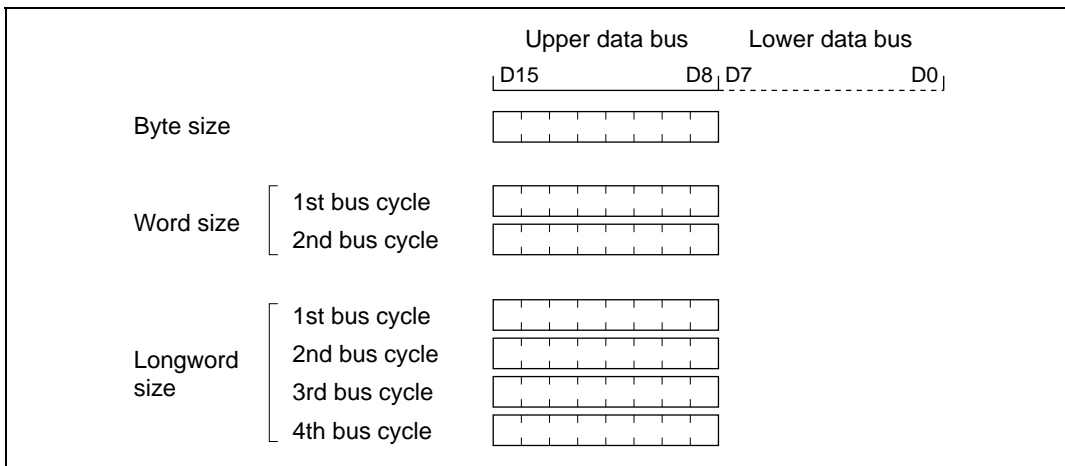 Upper data bus Lower data bus
D15 D8 D7 D0
Byte size
Word size
1st bus cycle
2nd bus cycle
Longword
size
1st bus cycle
2nd bus cycle
3rd bus cycle
4th bus cycle